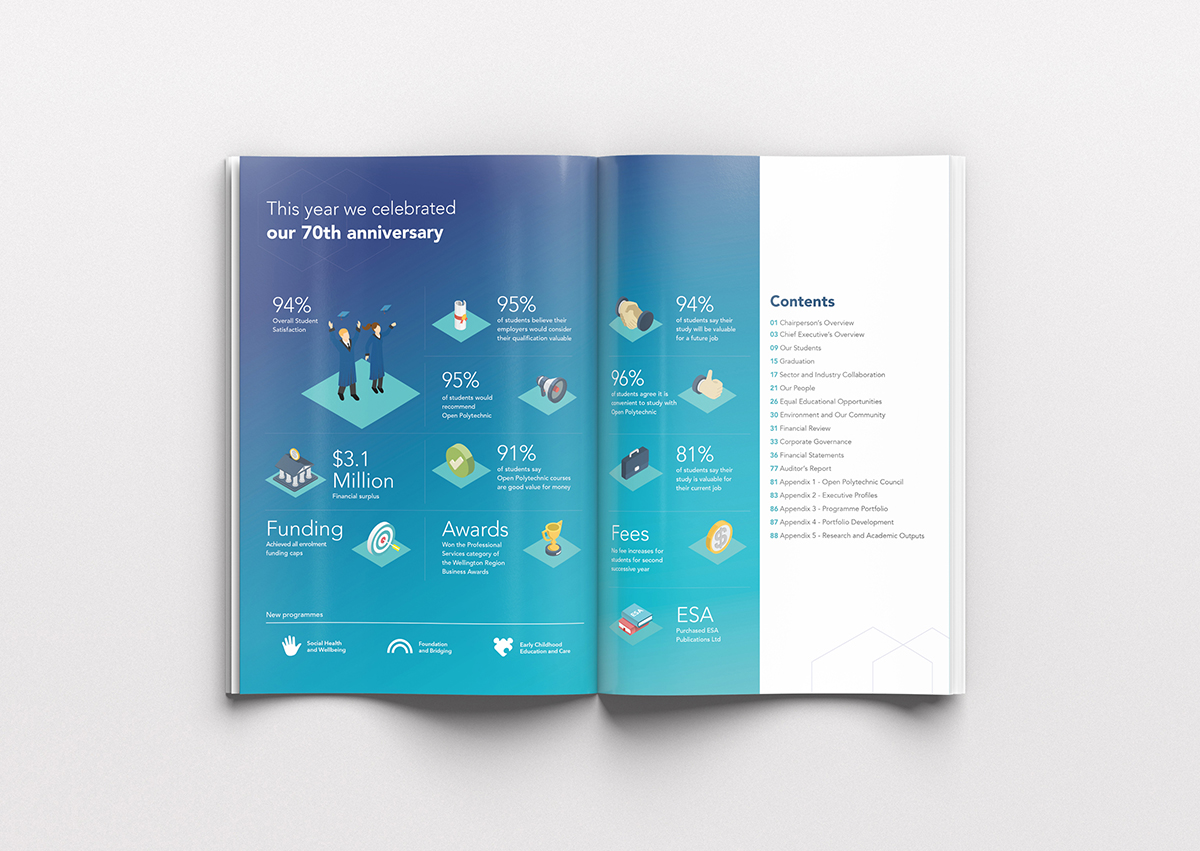 This year we celebrated
our 70th anniversary
94%
Overall Student
Satisfaction
95%
of students believe their
employers would consider
their qualification valuable
95%
of students would
recommend
Open Polytechnic
$3.1
Million
Financial surplus
91%
of students say
Open Polytechnic courses
are good value for money
Funding
Achieved all enrolment
funding caps
Awards
Won the Professional
Services category of
the Wellington Region
Business Awards
New programmes
Social Health
and Wellbeing
Foundation
and Bridging
Early Childhood
Education and Care
94%
of students say their
study will be valuable
for a future job
96%
of students agree it is
convenient to study with
Open Polytechnic
81%
of students say their
study is valuable for
their current job
Fees
No fee increases for
students for second
successive year
$
ESA
ESA
Purchased ESA
Publications Ltd
Contents
01 Chairperson's Overview
03 Chief Executive's Overview
09 Our Students
15 Graduation
17 Sector and Industry Collaboration
21 Our People
26 Equal Educational Opportunities
30 Environment and Our Community
31 Financial Review
33 Corporate Governance
36 Financial Statements
77 Auditor's Report
81 Appendix 1 - Open Polytechnic Council
83 Appendix 2 - Executive Profiles
86 Appendix 3 - Programme Portfolio
87 Appendix 4 - Portfolio Development
88 Appendix 5 - Research and Academic Outputs